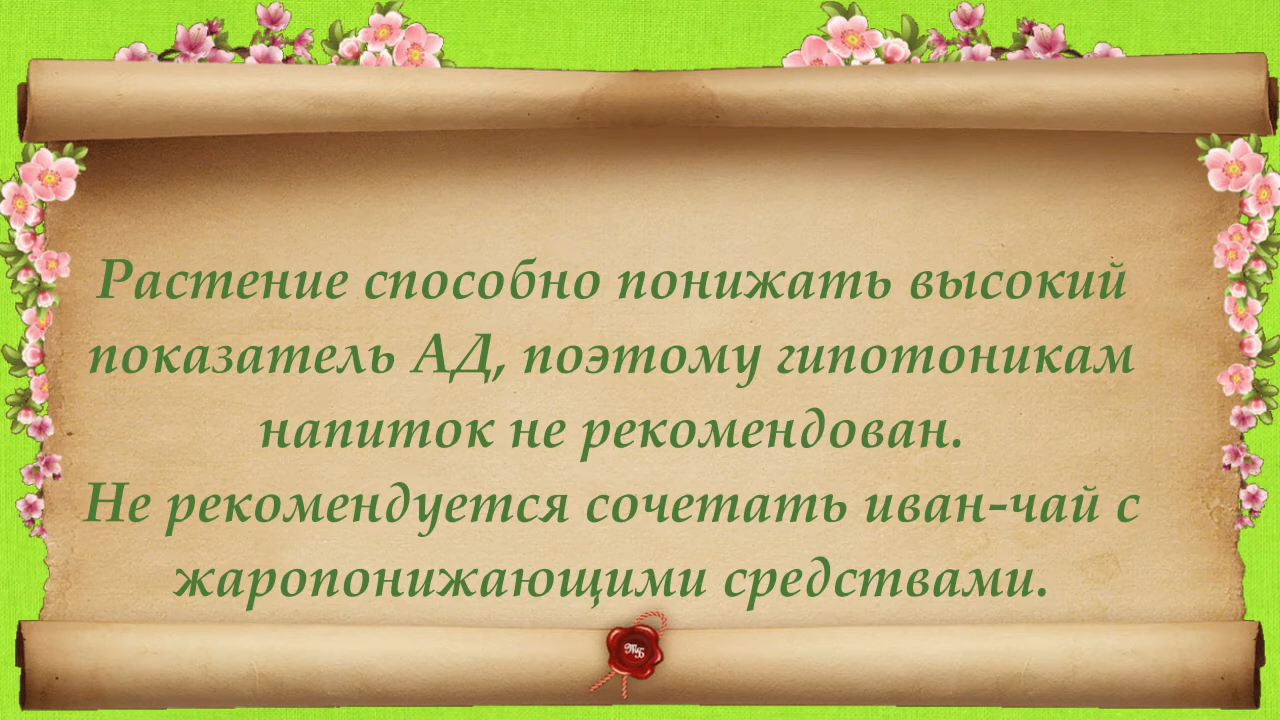 Растение способно понижать высокий
показатель АД, поэтому гипотоникам
напиток не рекомендован.
Не рекомендуется сочетать иван-чай с
жаропонижающими средствами.